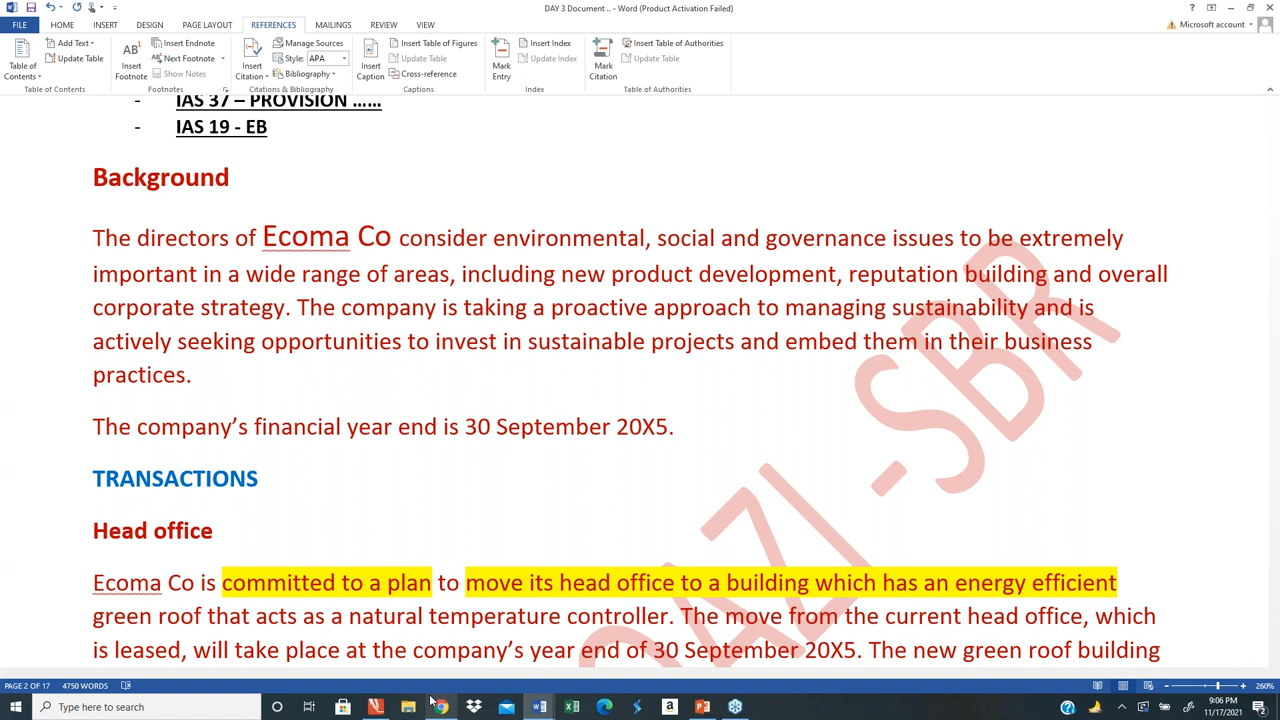 DAY 3 Document .. - Word (Product Activation Failed)
FILE HOME INSERT DESIGN PAGE LAYOUT REFERENCES MAILINGS REVIEW VIEW Microsoft account
Add Text Insert Endnote Manage Sources Insert Table of Figures Insert Index Insert Table of Authorities
Update Table Next Footnote Style: APA Update Table Update Index Update Table
Table of Contents Insert Footnote Show Notes Insert Citation Bibliography Insert Caption Cross-reference Mark Entry Mark Citation
Table of Contents Footnotes Citations & Bibliography Captions Index Table of Authorities
- IAS 37 – PROVISION ……
- IAS 19 - EB
Background
The directors of Ecoma Co consider environmental, social and governance issues to be extremely
important in a wide range of areas, including new product development, reputation building and overall
corporate strategy. The company is taking a proactive approach to managing sustainability and is
actively seeking opportunities to invest in sustainable projects and embed them in their business
practices.
The company’s financial year end is 30 September 20X5.
TRANSACTIONS
Head office
Ecoma Co is committed to a plan to move its head office to a building which has an energy efficient
green roof that acts as a natural temperature controller. The move from the current head office, which
is leased, will take place at the company’s year end of 30 September 20X5. The new green roof building
QAZI -SBR
PAGE 2 OF 17 4750 WORDS 260%
Type here to search
9:06 PM
11/17/2021